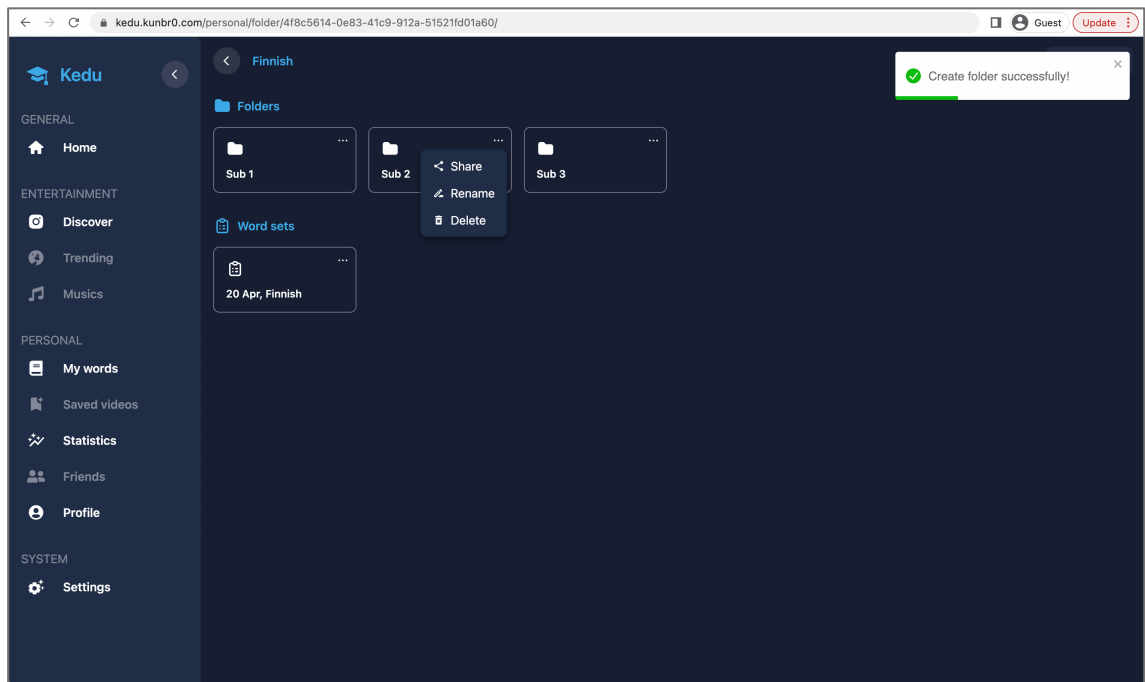 kedu.kunbr0.com/personal/folder/4f8c5614-0e83-41c9-912a-51521fd01a60/
Guest
Update
Kedu
GENERAL
Home
ENTERTAINMENT
Discover
Trending
Musics
PERSONAL
My words
Saved videos
Statistics
Friends
Profile
SYSTEM
Settings
Finnish
Create folder successfully!
Folders
Sub 1
Sub 2
Sub 3
Share
Rename
Delete
Word sets
20 Apr, Finnish